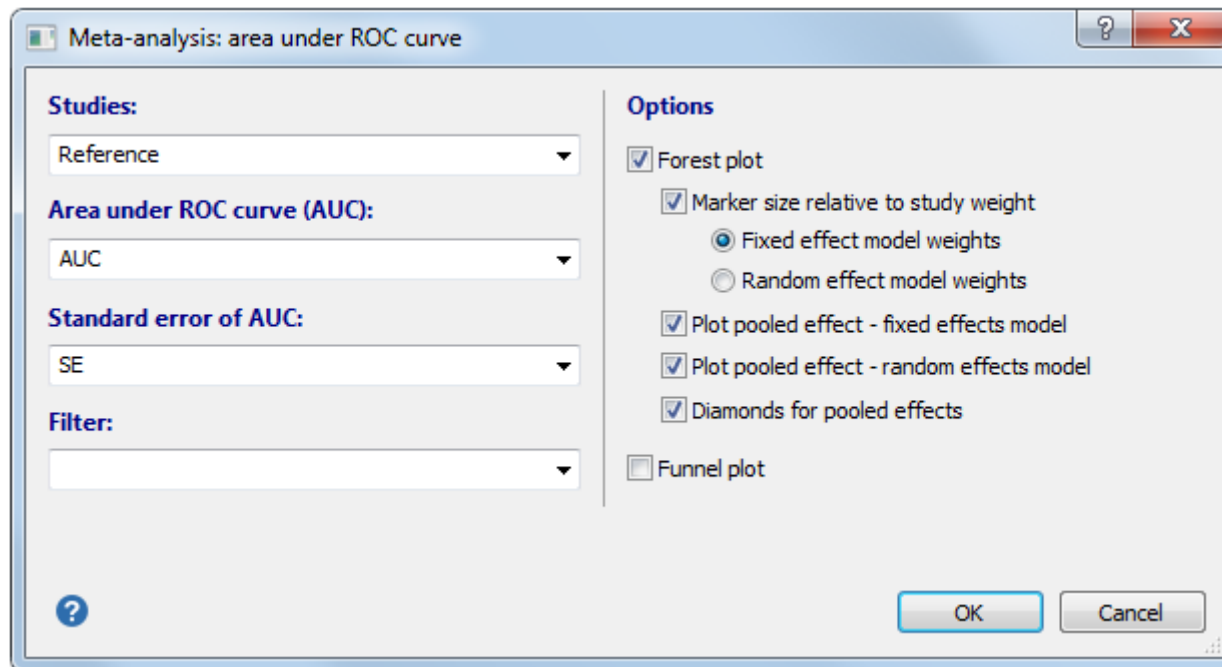 Meta-analysis: area under ROC curve
Studies:
Reference
Area under ROC curve (AUC):
AUC
Standard error of AUC:
SE
Filter:
Options
Forest plot
Marker size relative to study weight
Fixed effect model weights
Random effect model weights
Plot pooled effect - fixed effects model
Plot pooled effect - random effects model
Diamonds for pooled effects
Funnel plot
OK
Cancel